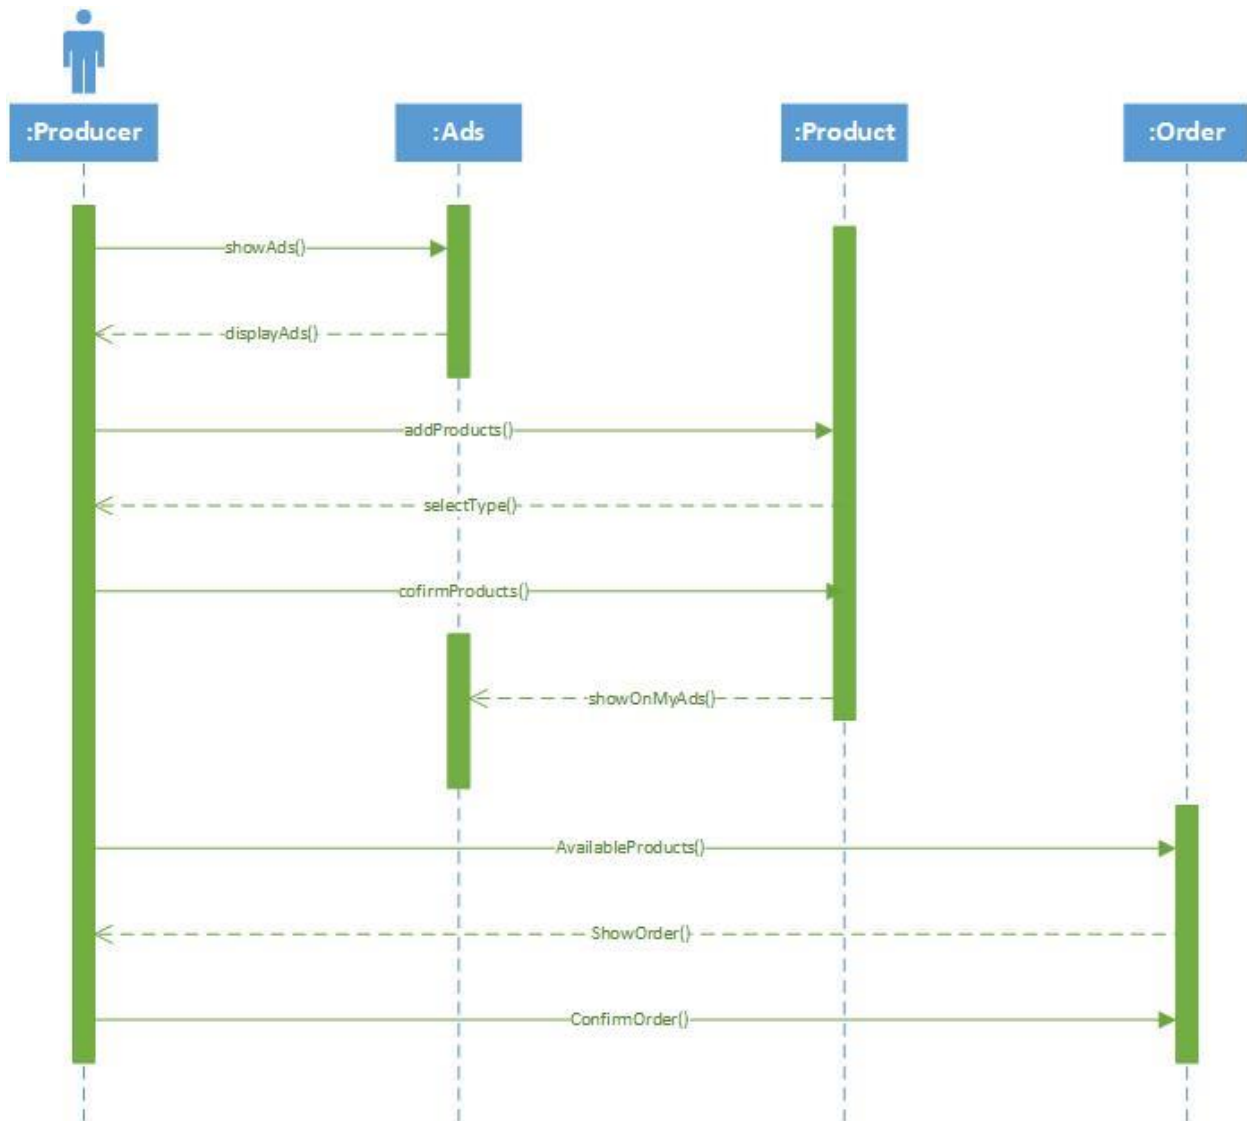 :Producer
:Ads
:Product
:Order
showAds()
displayAds()
addProducts()
selectType()
cofirmProducts()
showOnMyAds()
AvailableProducts()
ShowOrder()
ConfirmOrder()